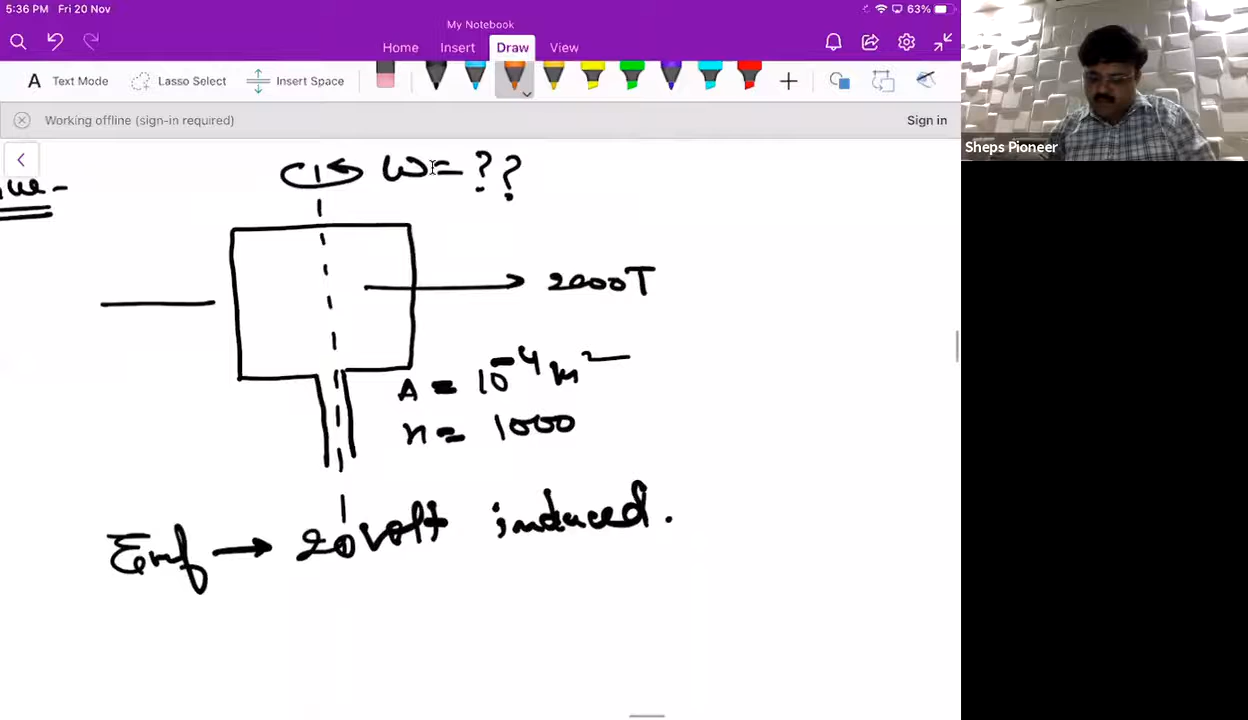 5:36 PM Fri 20 Nov
63%
My Notebook
Home Insert Draw View
A Text Mode Lasso Select Insert Space
Working offline (sign-in required) Sign in
Sheps Pioneer
ω = ??
2000T
A = 10⁻⁴ m²
n = 1000
Emf → 20 volt induced.